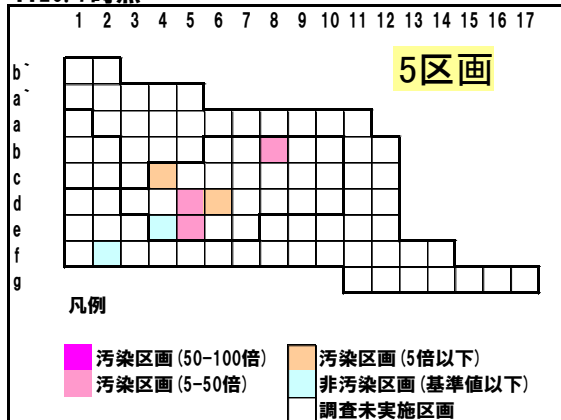 1 2 3 4 5 6 7 8 9 10 11 12 13 14 15 16 17
5区画
b`
a`
a
b
c
d
e
f
g
凡例
汚染区画(50-100倍)
汚染区画(5倍以下)
汚染区画(5-50倍)
非汚染区画(基準値以下)
調査未実施区画